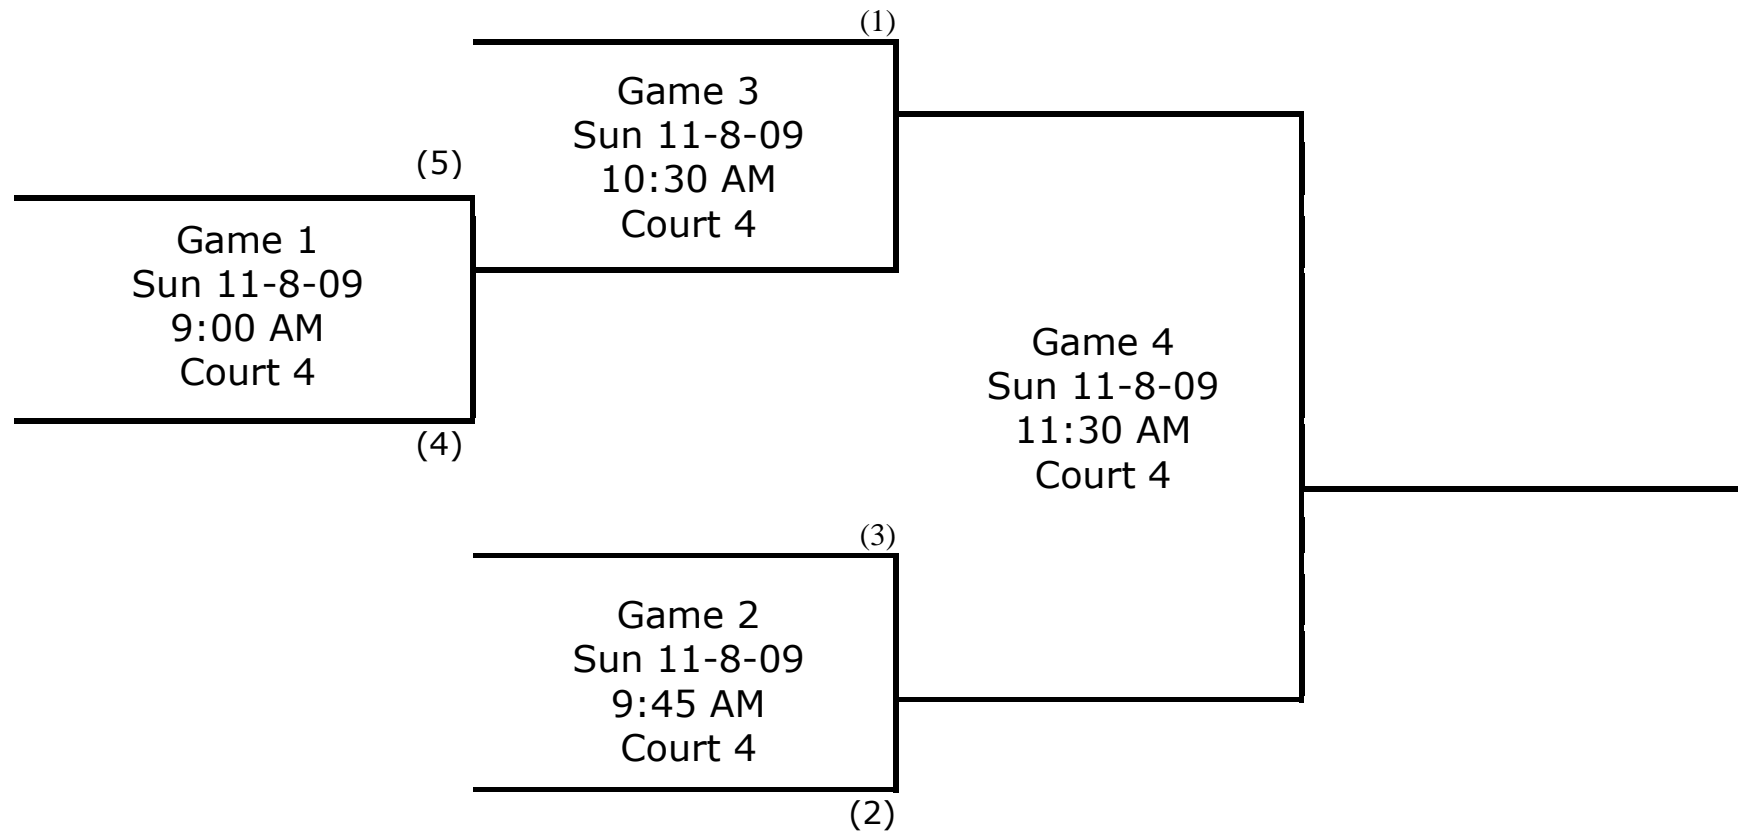 (1)
Game 3
Sun 11-8-09
10:30 AM
Court 4
(5)
Game 1
Sun 11-8-09
9:00 AM
Court 4
(4)
Game 4
Sun 11-8-09
11:30 AM
Court 4
(3)
Game 2
Sun 11-8-09
9:45 AM
Court 4
(2)